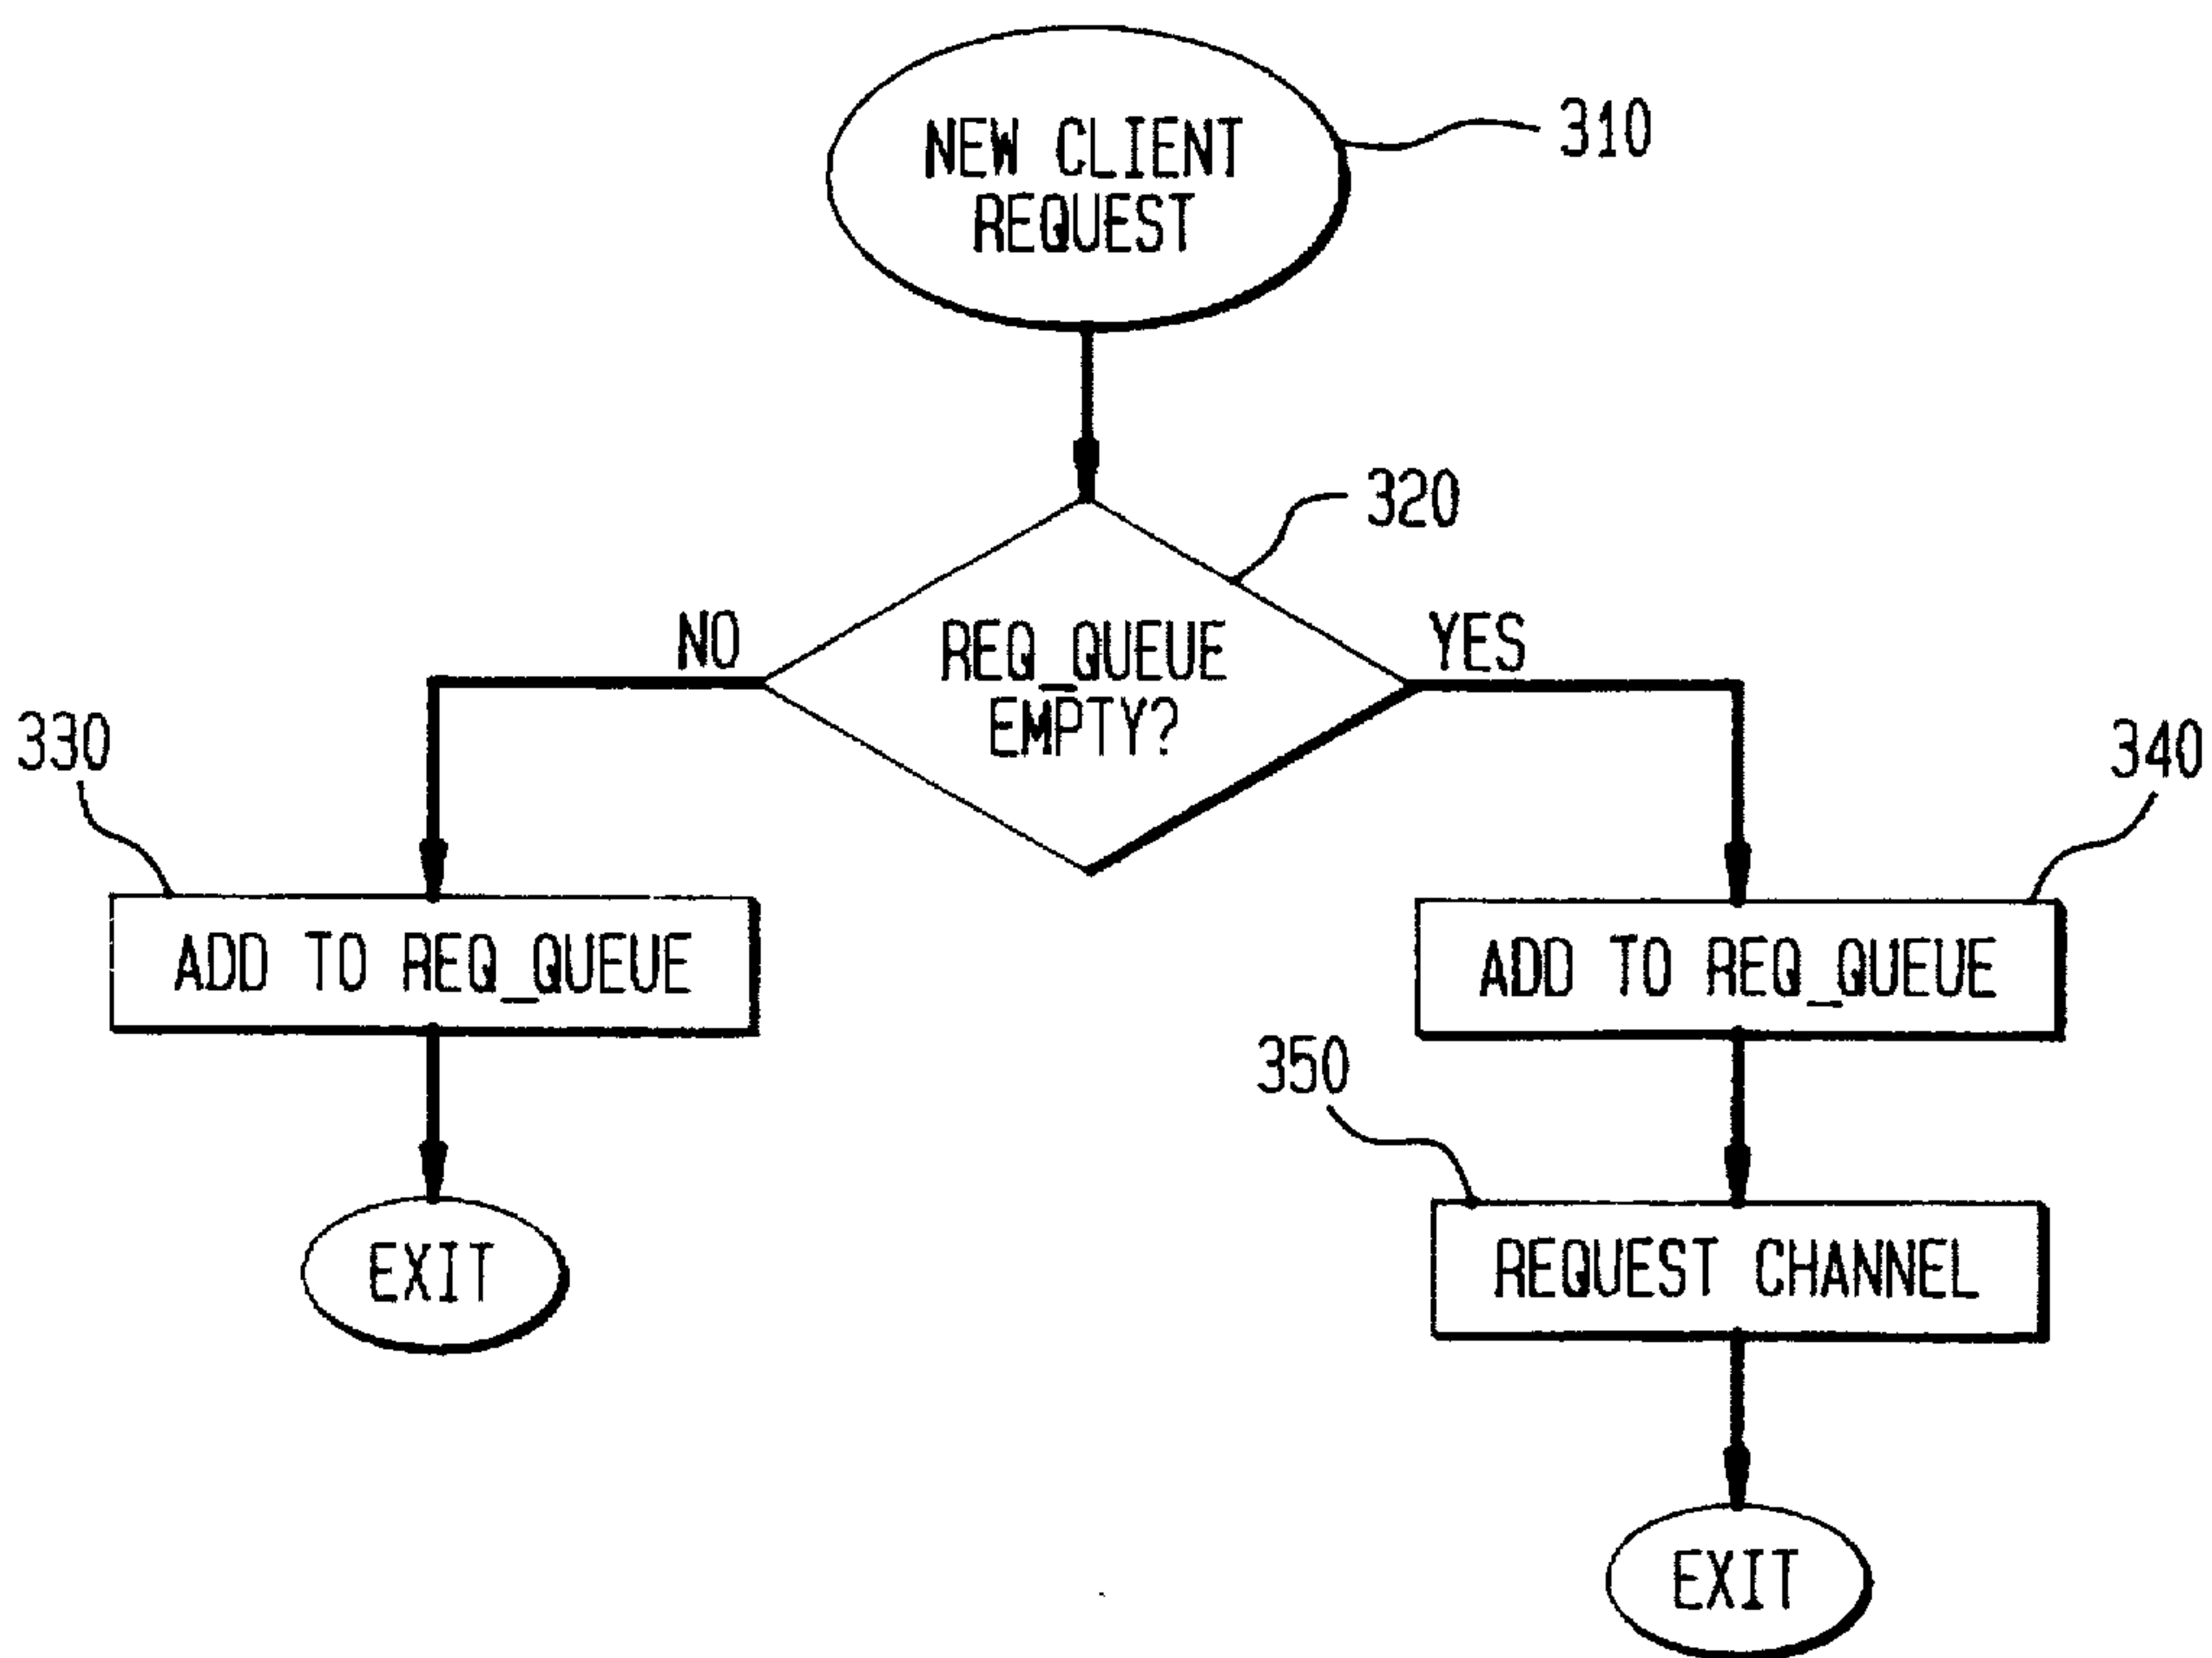 NEW CLIENT
REQUEST
310
320
NO
REQ_QUEUE
EMPTY?
YES
330
340
ADD TO REQ_QUEUE
ADD TO REQ_QUEUE
350
EXIT
REQUEST CHANNEL
EXIT